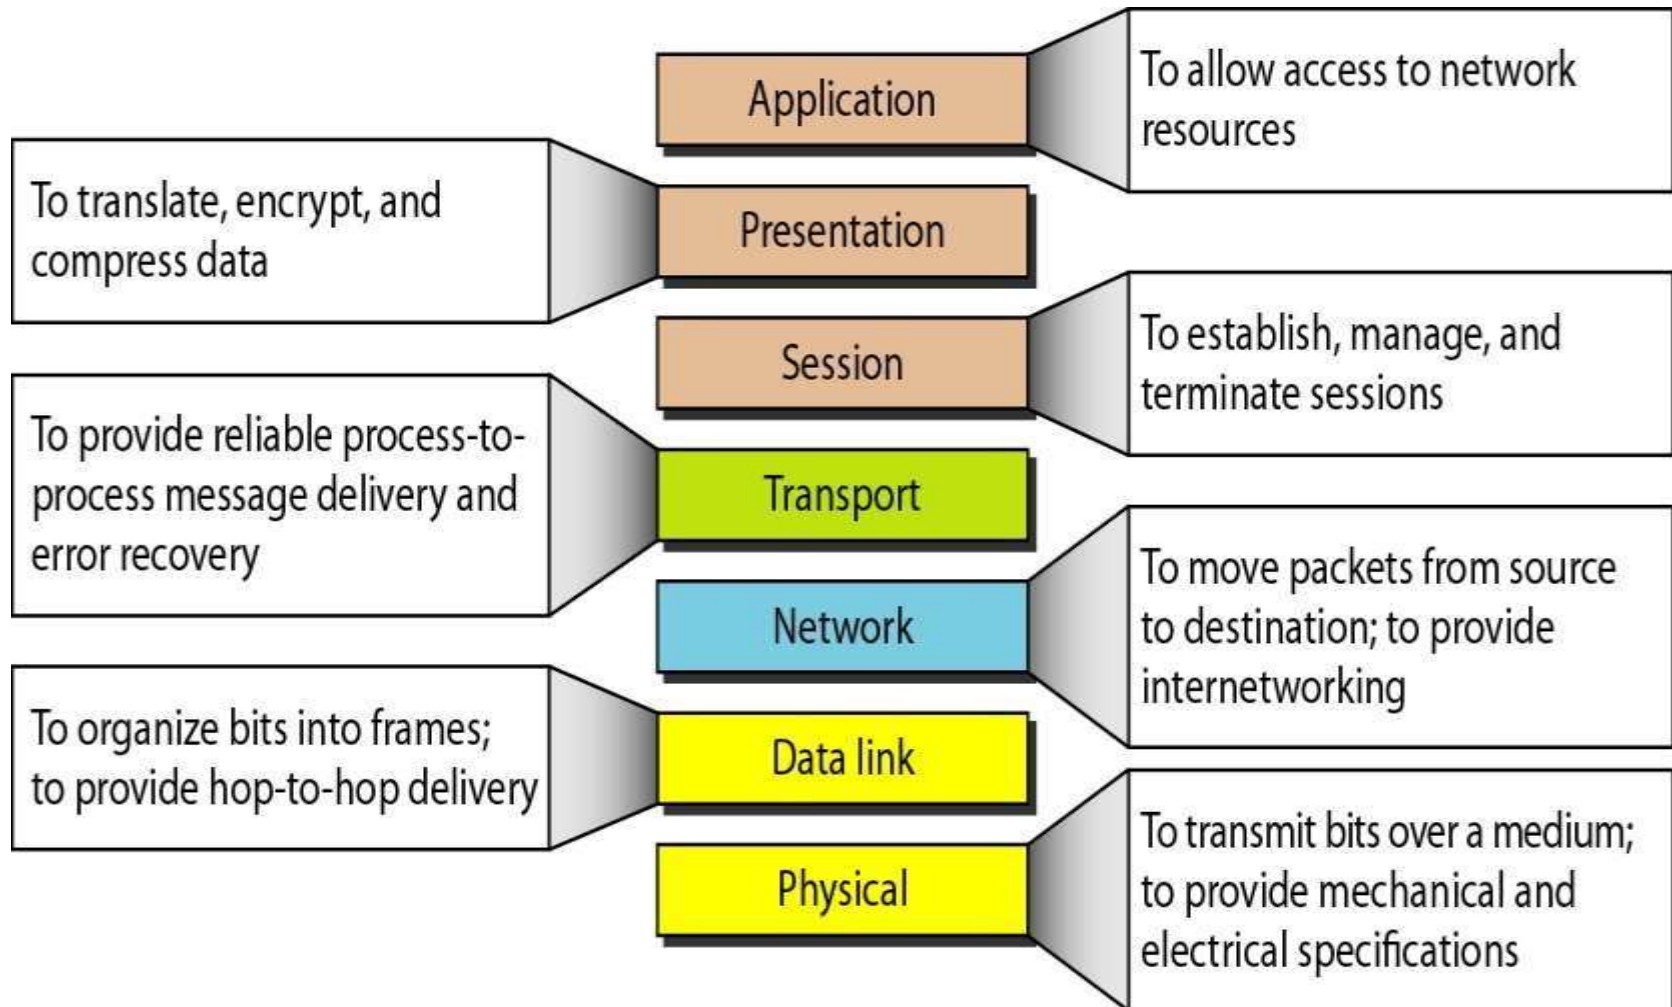 Application
To allow access to network
resources
To translate, encrypt, and
compress data
Presentation
Session
To establish, manage, and
terminate sessions
To provide reliable process-to-
process message delivery and
error recovery
Transport
Network
To move packets from source
to destination; to provide
internetworking
To organize bits into frames;
to provide hop-to-hop delivery
Data link
Physical
To transmit bits over a medium;
to provide mechanical and
electrical specifications